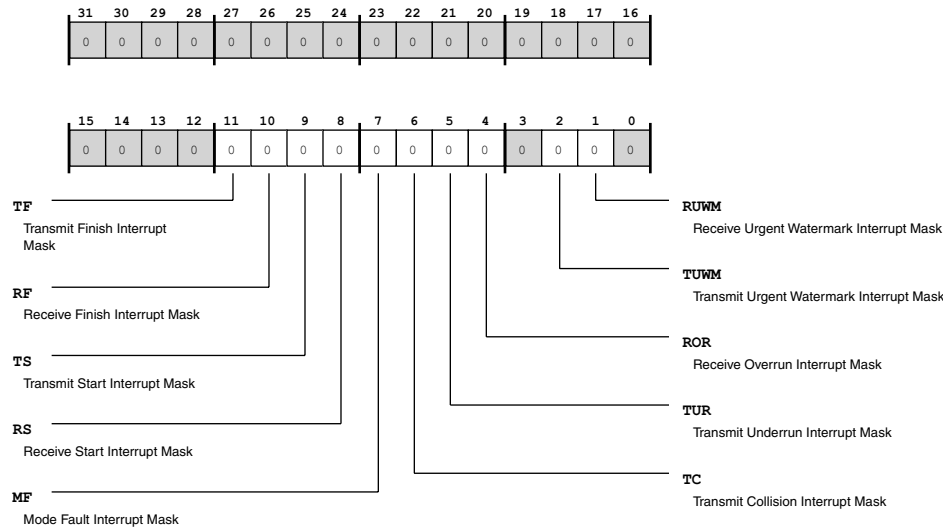 31 30 29 28 27 26 25 24 23 22 21 20 19 18 17 16
0 0 0 0 0 0 0 0 0 0 0 0 0 0 0 0
15 14 13 12 11 10 9 8 7 6 5 4 3 2 1 0
0 0 0 0 0 0 0 0 0 0 0 0 0 0 0 0
TF
Transmit Finish Interrupt
Mask
RF
Receive Finish Interrupt Mask
TS
Transmit Start Interrupt Mask
RS
Receive Start Interrupt Mask
MF
Mode Fault Interrupt Mask
RUWM
Receive Urgent Watermark Interrupt Mask
TUWM
Transmit Urgent Watermark Interrupt Mask
ROR
Receive Overrun Interrupt Mask
TUR
Transmit Underrun Interrupt Mask
TC
Transmit Collision Interrupt Mask